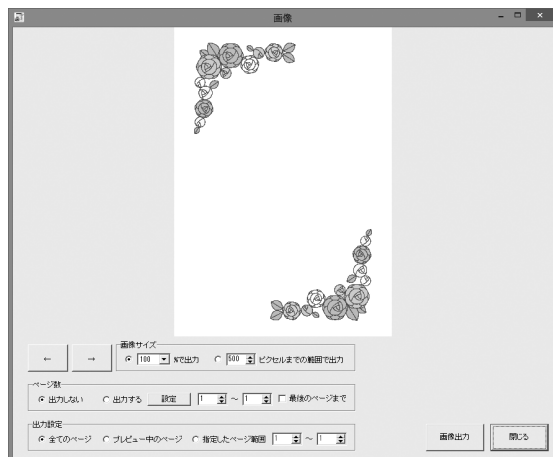 画像
← →
画像サイズ
100 %で出力 500 ピクセルまでの範囲で出力
ページ数
出力しない 出力する 設定 1 ～ 1 最後のページまで
出力設定
全てのページ プレビュー中のページ 指定したページ範囲 1 ～ 1
画像出力 閉じる